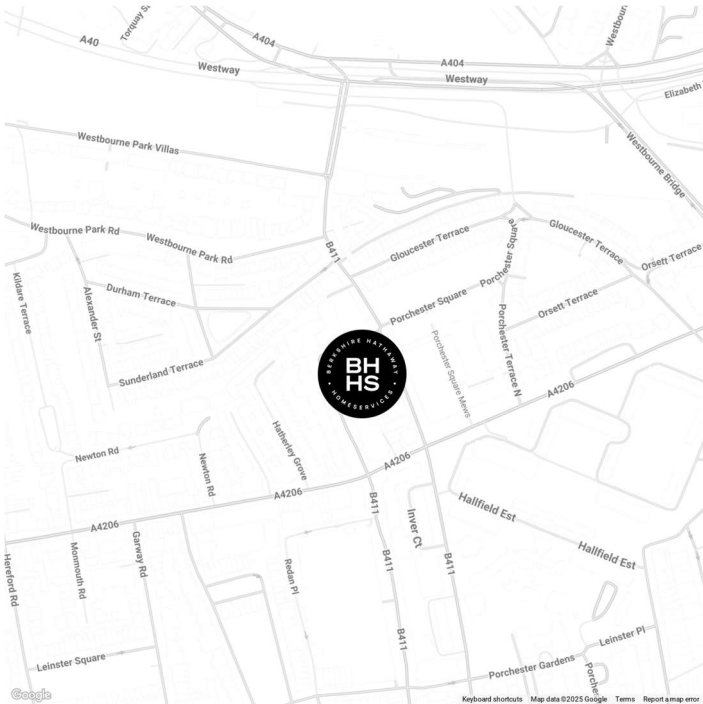 Torquay S
A40
A404
Westway
A404
Westway
Westbour
Elizabeth
Westbourne Bridge
Westbourne Park Villas
Westbourne Park Rd
Westbourne Park Rd
B411
Gloucester Terrace
Porchester Square
Gloucester Terrace
Orsett Terrace
Kildare Terrace
Alexander St
Durham Terrace
Porchester Square
Orsett Terrace
Porchester Terrace N
Porchester Square Mews
Sunderland Terrace
BERKSHIRE HATHAWAY
BH
HS
HOMESERVICES
A4206
Newton Rd
Newton Rd
Hatherley Grove
A4206
A4206
A4206
B411
Inver Ct
Hallfield Est
Hallfield Est
Hereford Rd
Monmouth Rd
Garway Rd
Redan Pl
B411
B411
Leinster Square
Leinster Pl
Porchester Gardens
Porche
Google
Keyboard shortcuts Map data ©2025 Google Terms Report a map error